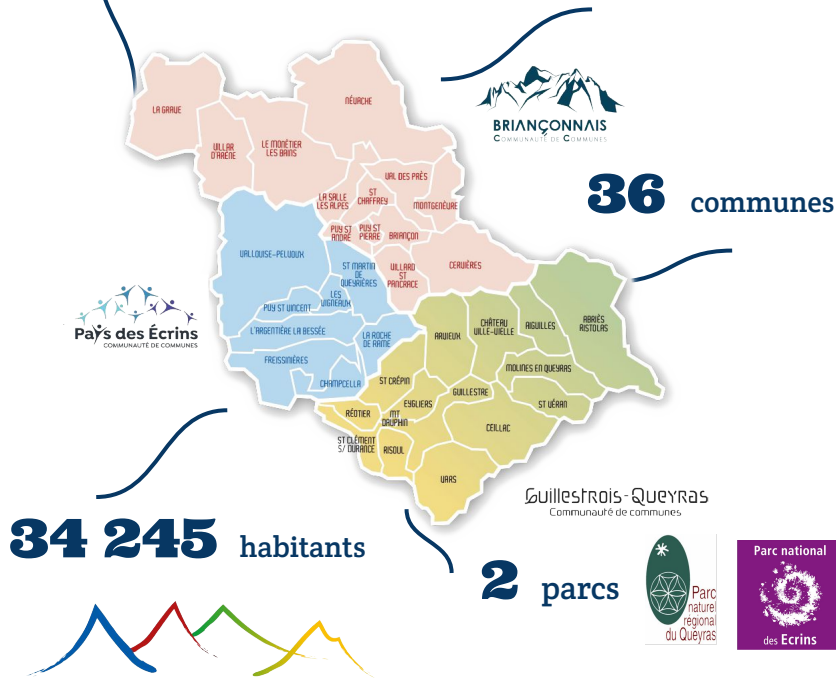 NÉVACHE
LA GRAVE
VILLAR
D'ARÈNE
LE MONÊTIER
LES BAINS
VAL DES PRÉS
LA SALLE
LES ALPES
ST
CHAFFREY
MONTGENÈVRE
PUY ST
ANDRÉ
PUY ST
PIERRE
BRIANÇON
VILLARD
ST
PANCRACE
CERVIÈRES
BRIANÇONNAIS
COMMUNAUTÉ DE COMMUNES
36 communes
VALLOUISE-PELVOUX
ST MARTIN
DE
QUEYRIÈRES
LES
VIGNEAUX
PUY ST VINCENT
L'ARGENTIÈRE LA BESSÉE
LA ROCHE
DE RAME
FREISSINIÈRES
CHAMPCELLA
Pays des Écrins
COMMUNAUTÉ DE COMMUNES
ARVIEUX
CHÂTEAU
VILLE-VIEILLE
AIGUILLES
ABRIÈS
RISTOLAS
MOLINES EN QUEYRAS
ST CRÉPIN
GUILLESTRE
EYGLIERS
ST VÉRAN
RÉOTIER
MT
DAUPHIN
CEILLAC
ST CLÉMENT
S/ DURANCE
RISOUL
VARS
Guillestrois-Queyras
Communauté de communes
34 245 habitants
2 parcs
Parc
naturel
régional
du Queyras
Parc national
des Ecrins